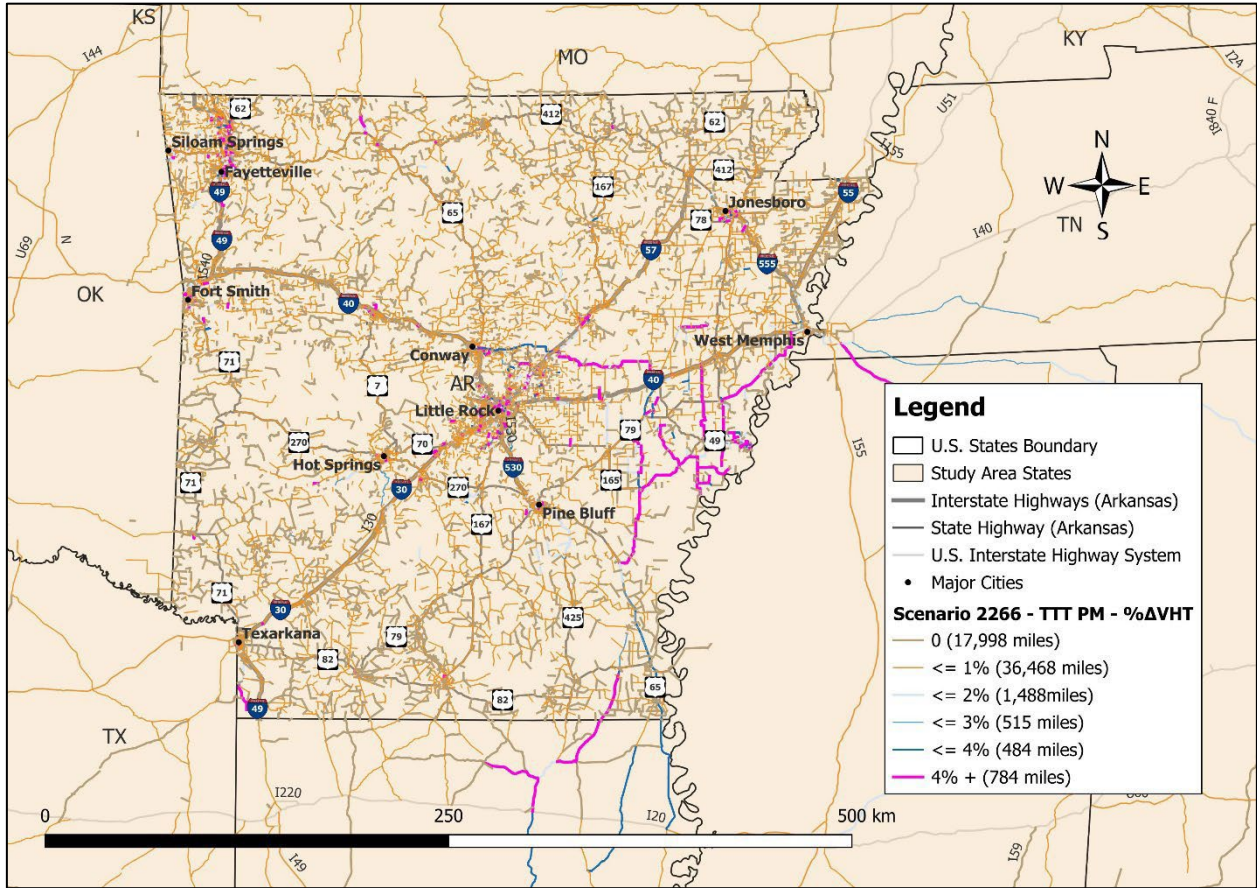 KS
MO
KY
I44
I24
U51
I840 F
62
412
62
Siloam Springs
I155
Fayetteville
412
N
49
167
Jonesboro
55
W E
65
78
TN
S
U69
N
49
57
I40
555
I540
OK
Fort Smith
40
West Memphis
Conway
71
7
AR
40
Little Rock
I530
79
49
70
270
Hot Springs
530
I55
71
30
270
165
I30
167
Pine Bluff
71
30
425
Texarkana
79
82
65
49
82
TX
I220
I20
I49
I59
Legend
U.S. States Boundary
Study Area States
Interstate Highways (Arkansas)
State Highway (Arkansas)
U.S. Interstate Highway System
Major Cities
Scenario 2266 - TTT PM - %ΔVHT
0 (17,998 miles)
<= 1% (36,468 miles)
<= 2% (1,488miles)
<= 3% (515 miles)
<= 4% (484 miles)
4% + (784 miles)
0 250 500 km